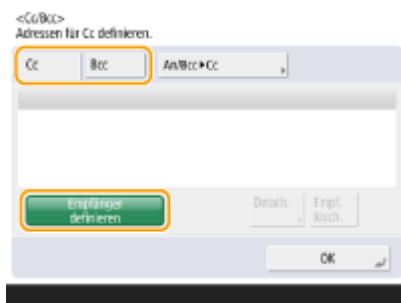 <Cc/Bcc>
Adressen für Cc definieren.
Cc Bcc An/Bcc▶Cc
Empfänger
definieren
Details
Empf.
lösch.
OK